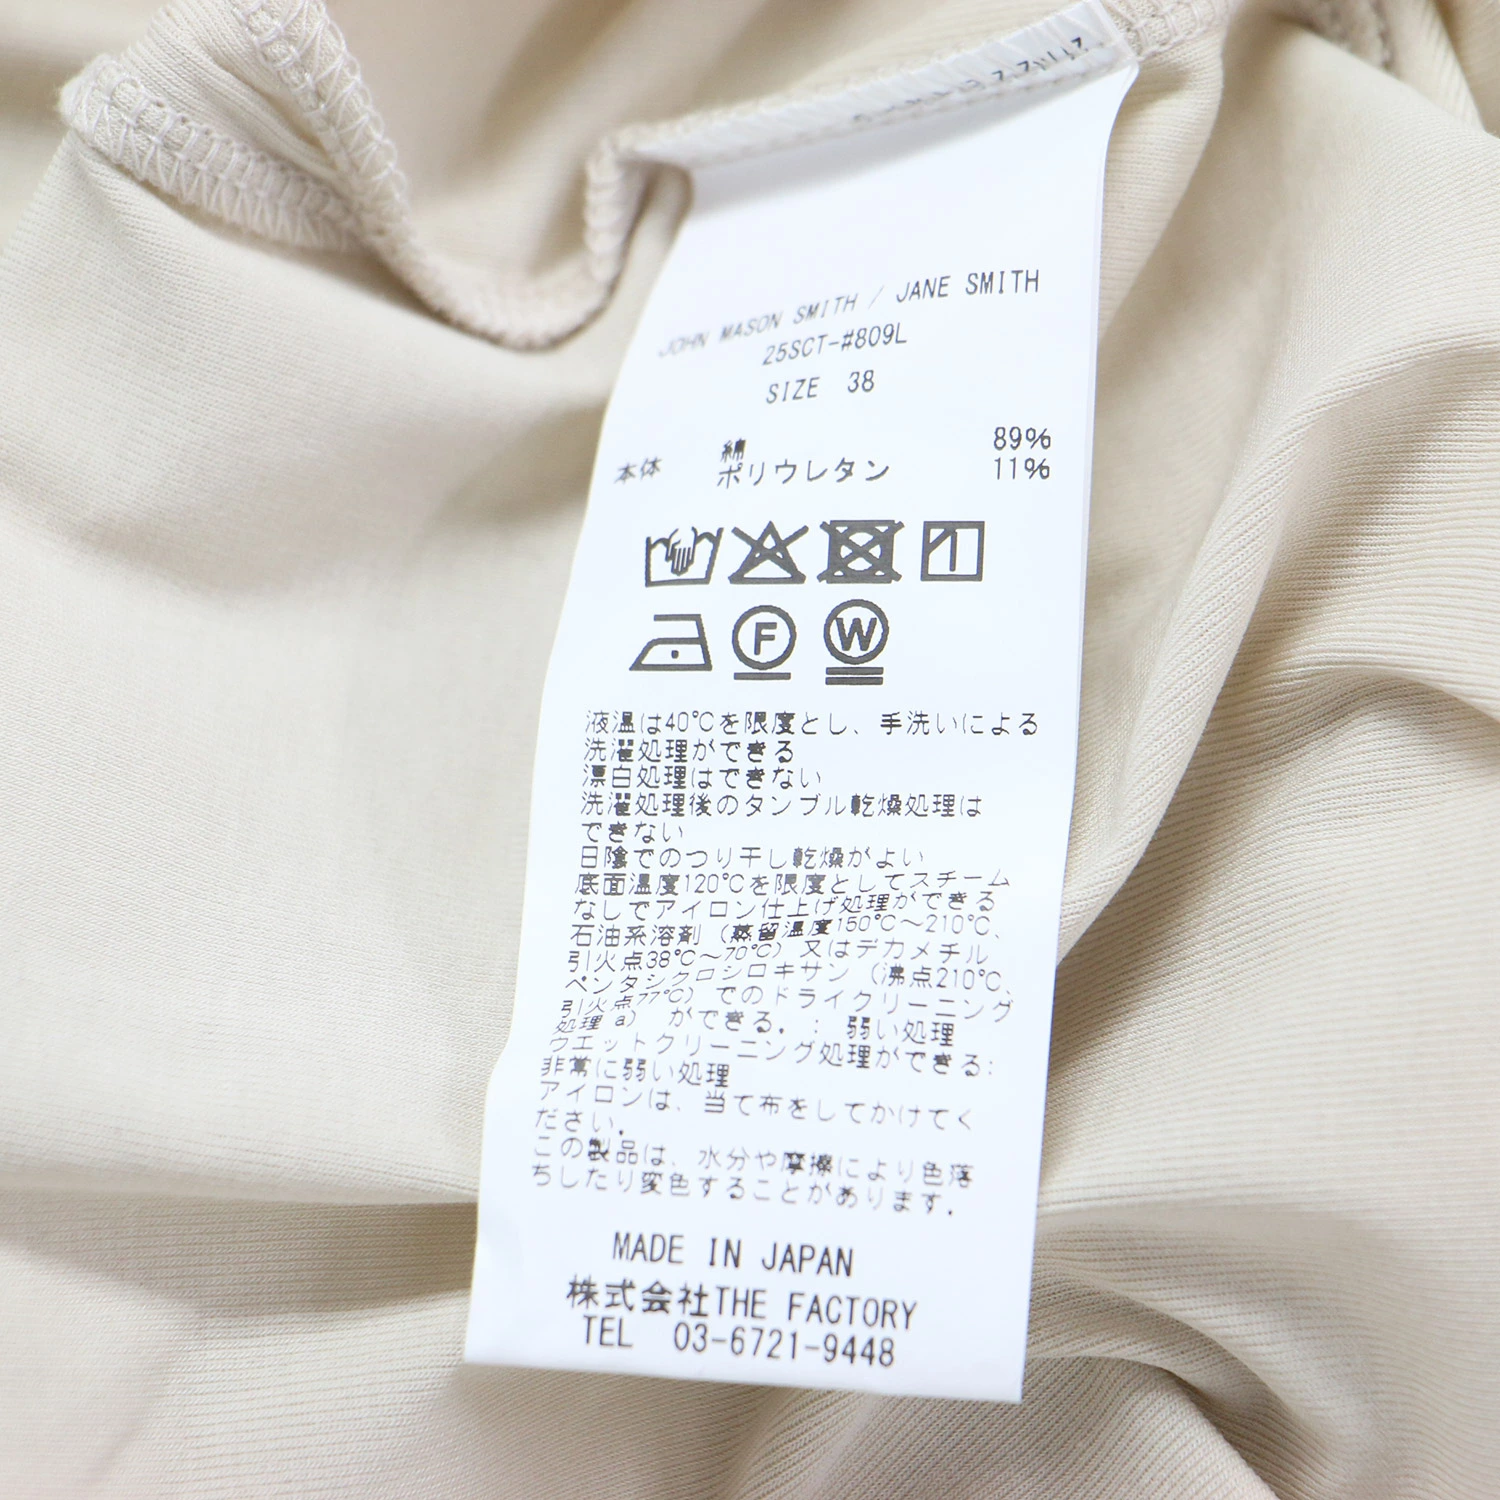 JOHN MASON SMITH / JANE SMITH
25SCT-#809L
SIZE 38
綿 89%
本体 ポリウレタン 11%
F W
液温は40℃を限度とし、手洗いによる
洗濯処理ができる
漂白処理はできない
洗濯処理後のタンブル乾燥処理は
できない
日陰でのつり干し乾燥がよい
底面温度120℃を限度としてスチーム
なしでアイロン仕上げ処理ができる
石油系溶剤（蒸留温度150℃～210℃、
引火点38℃～70℃）又はデカメチル
ペンタシクロシロキサン（沸点210℃、
引火点77℃）でのドライクリーニング
処理 a） ができる．：弱い処理
ウエットクリーニング処理ができる：
非常に弱い処理
アイロンは、当て布をしてかけてく
ださい．
この製品は、水分や摩擦により色落
ちしたり変色することがあります．
MADE IN JAPAN
株式会社THE FACTORY
TEL 03-6721-9448